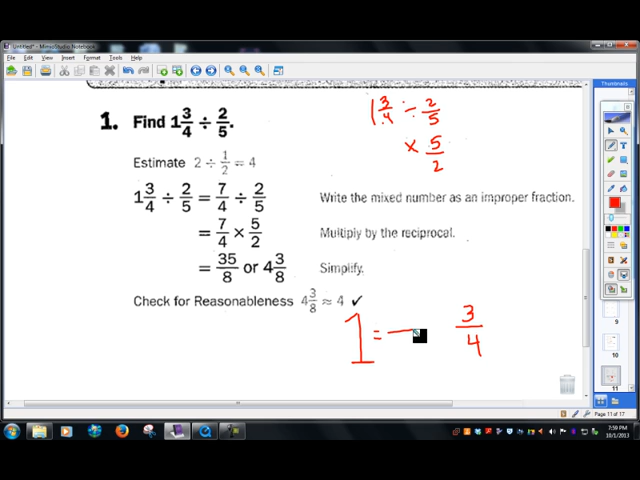 Untitled* - MimioStudio Notebook
File Edit View Insert Format Tools Help
Thumbnails
1. Find 1 3/4 ÷ 2/5.
1 3/4 ÷ 2/5
× 5/2
Estimate 2 ÷ 1/2 = 4
1 3/4 ÷ 2/5 = 7/4 ÷ 2/5 Write the mixed number as an improper fraction.
= 7/4 × 5/2 Multiply by the reciprocal.
= 35/8 or 4 3/8 Simplify.
Check for Reasonableness 4 3/8 ≈ 4 ✓
1 = 3/4
9
10
11
Page 11 of 17
7:59 PM
10/1/2013